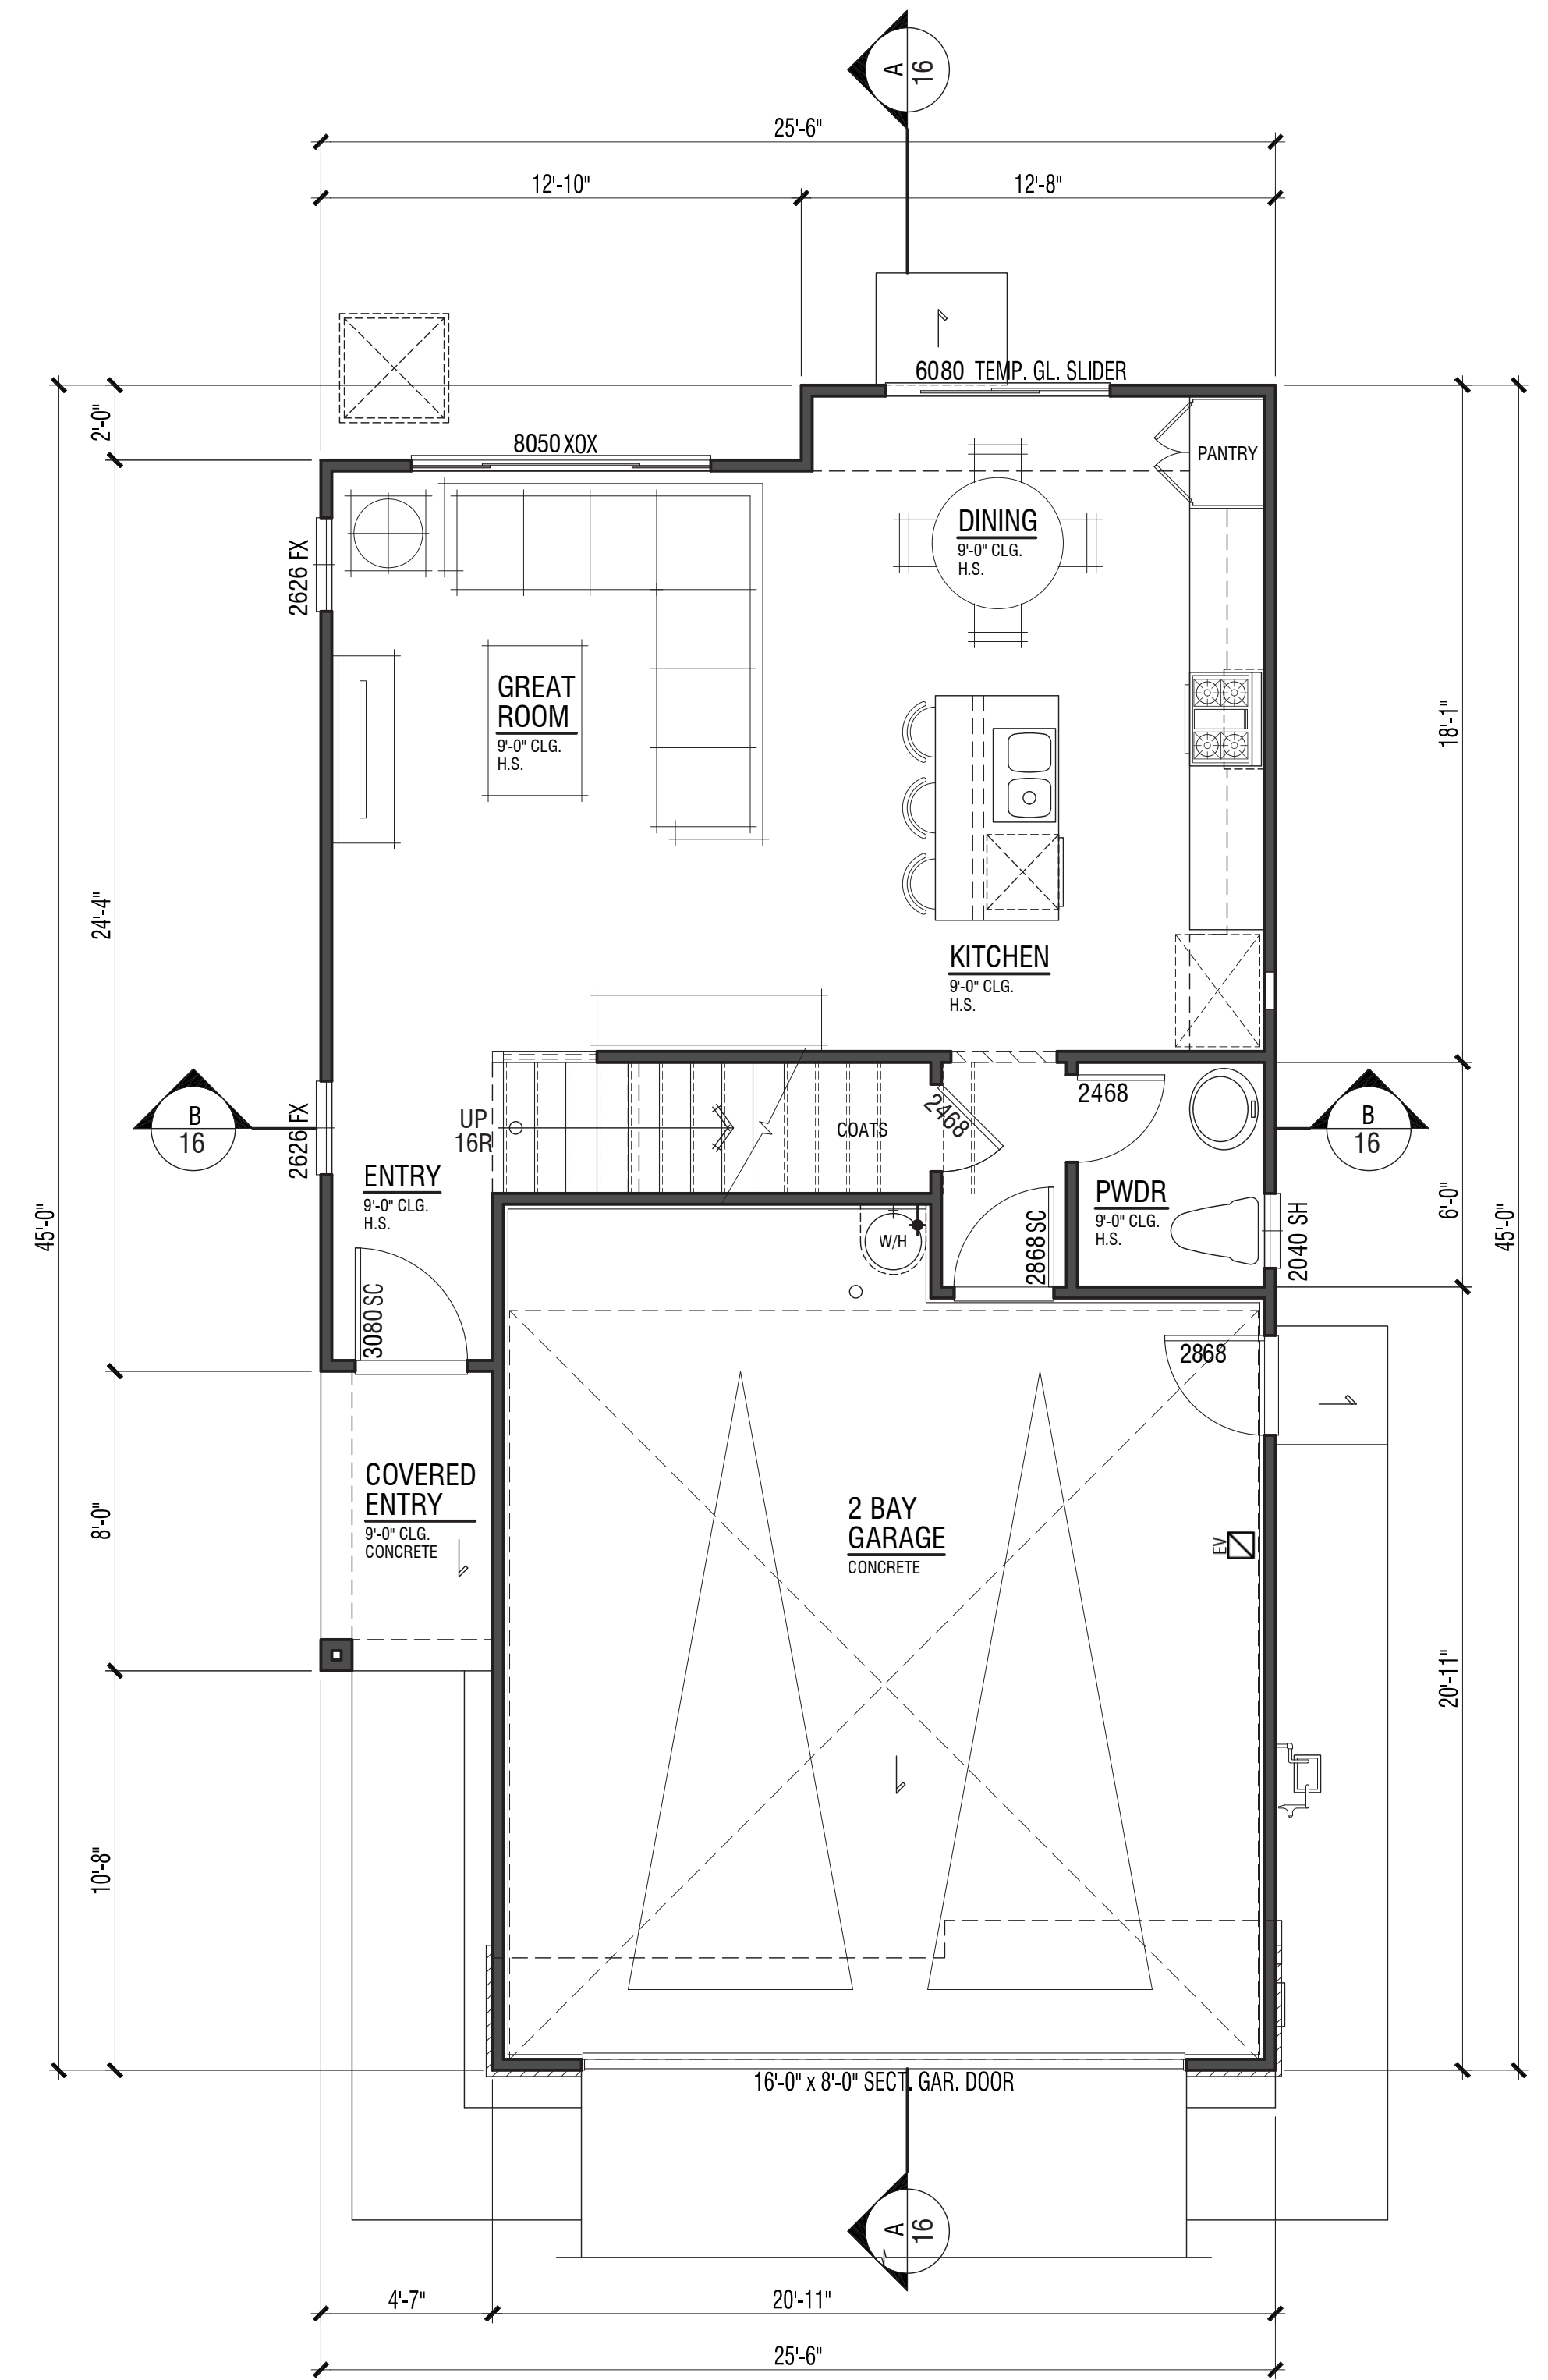 A
16
25'-6"
12'-10"
12'-8"
6080 TEMP. GL. SLIDER
2'-0"
8050 XOX
PANTRY
DINING
9'-0" CLG.
H.S.
2626 FX
GREAT
ROOM
9'-0" CLG.
H.S.
18'-1"
24'-4"
KITCHEN
9'-0" CLG.
H.S.
2468
2468
B
16
UP
16R
COATS
B
16
2626 FX
ENTRY
9'-0" CLG.
H.S.
PWDR
9'-0" CLG.
H.S.
6'-0"
45'-0"
45'-0"
W/H
2868 SC
2040 SH
3080 SC
2868
COVERED
ENTRY
9'-0" CLG.
CONCRETE
8'-0"
2 BAY
GARAGE
CONCRETE
EV
20'-11"
10'-8"
16'-0" x 8'-0" SECT. GAR. DOOR
A
16
4'-7"
20'-11"
25'-6"